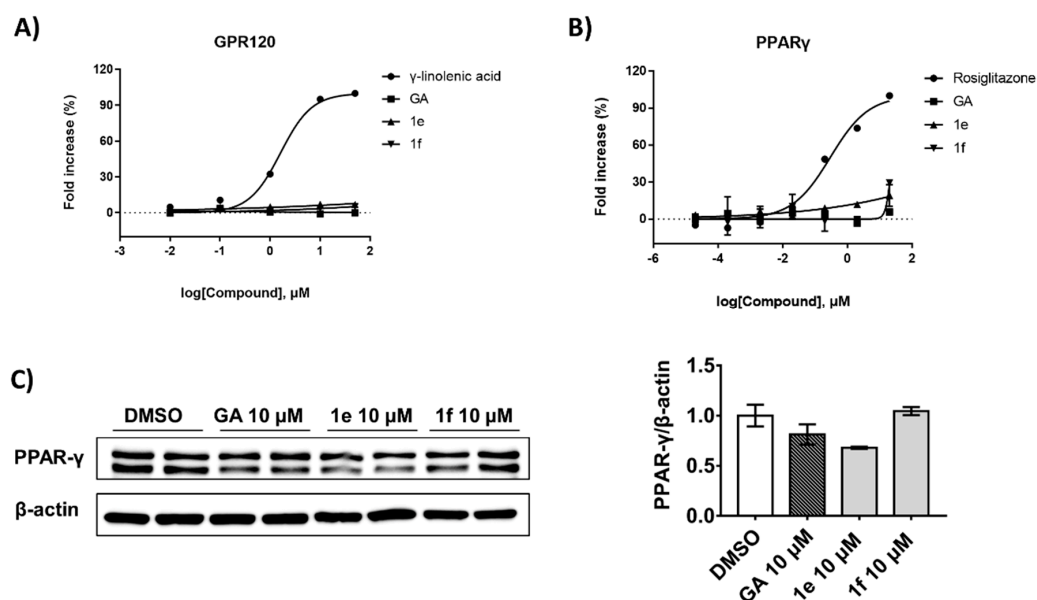 A)
GPR120
Fold increase (%)
120
90
60
30
0
-3 -2 -1 0 1 2
log[Compound], μM
γ-linolenic acid
GA
1e
1f
B)
PPARγ
Fold increase (%)
120
90
60
30
0
-6 -4 -2 0 2
log[Compound], μM
Rosiglitazone
GA
1e
1f
C)
DMSO GA 10 μM 1e 10 μM 1f 10 μM
PPAR-γ
β-actin
PPAR-γ/β-actin
1.5
1.0
0.5
0.0
DMSO
GA 10 μM
1e 10 μM
1f 10 μM